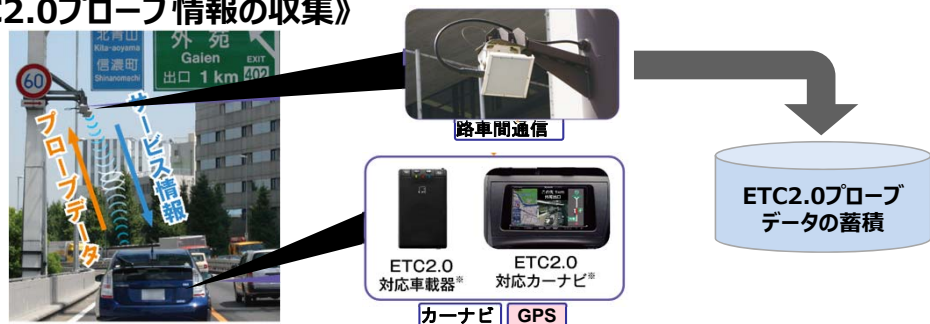 C2.0プローブ情報の収集》
北青山
Kita-aoyama
信濃町
Shinanomachi
外苑
Gaien
EXIT
出口 1 km 402
60
プローブデータ
サービス情報
路車間通信
ETC2.0プローブ
データの蓄積
ETC2.0
対応車載器※
ETC2.0
対応カーナビ※
カーナビ
GPS